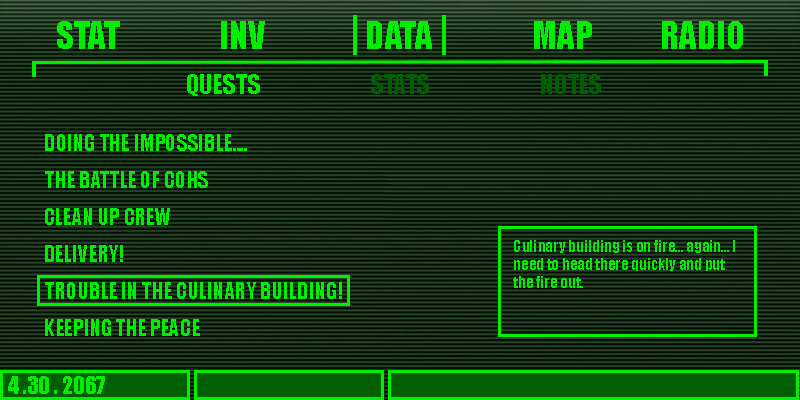 STAT INV DATA MAP RADIO
QUESTS STATS NOTES
DOING THE IMPOSSIBLE...
THE BATTLE OF COHS
CLEAN UP CREW
DELIVERY!
TROUBLE IN THE CULINARY BUILDING!
KEEPING THE PEACE
Culinary building is on fire... again... I
need to head there quickly and put
the fire out.
4.30.2067